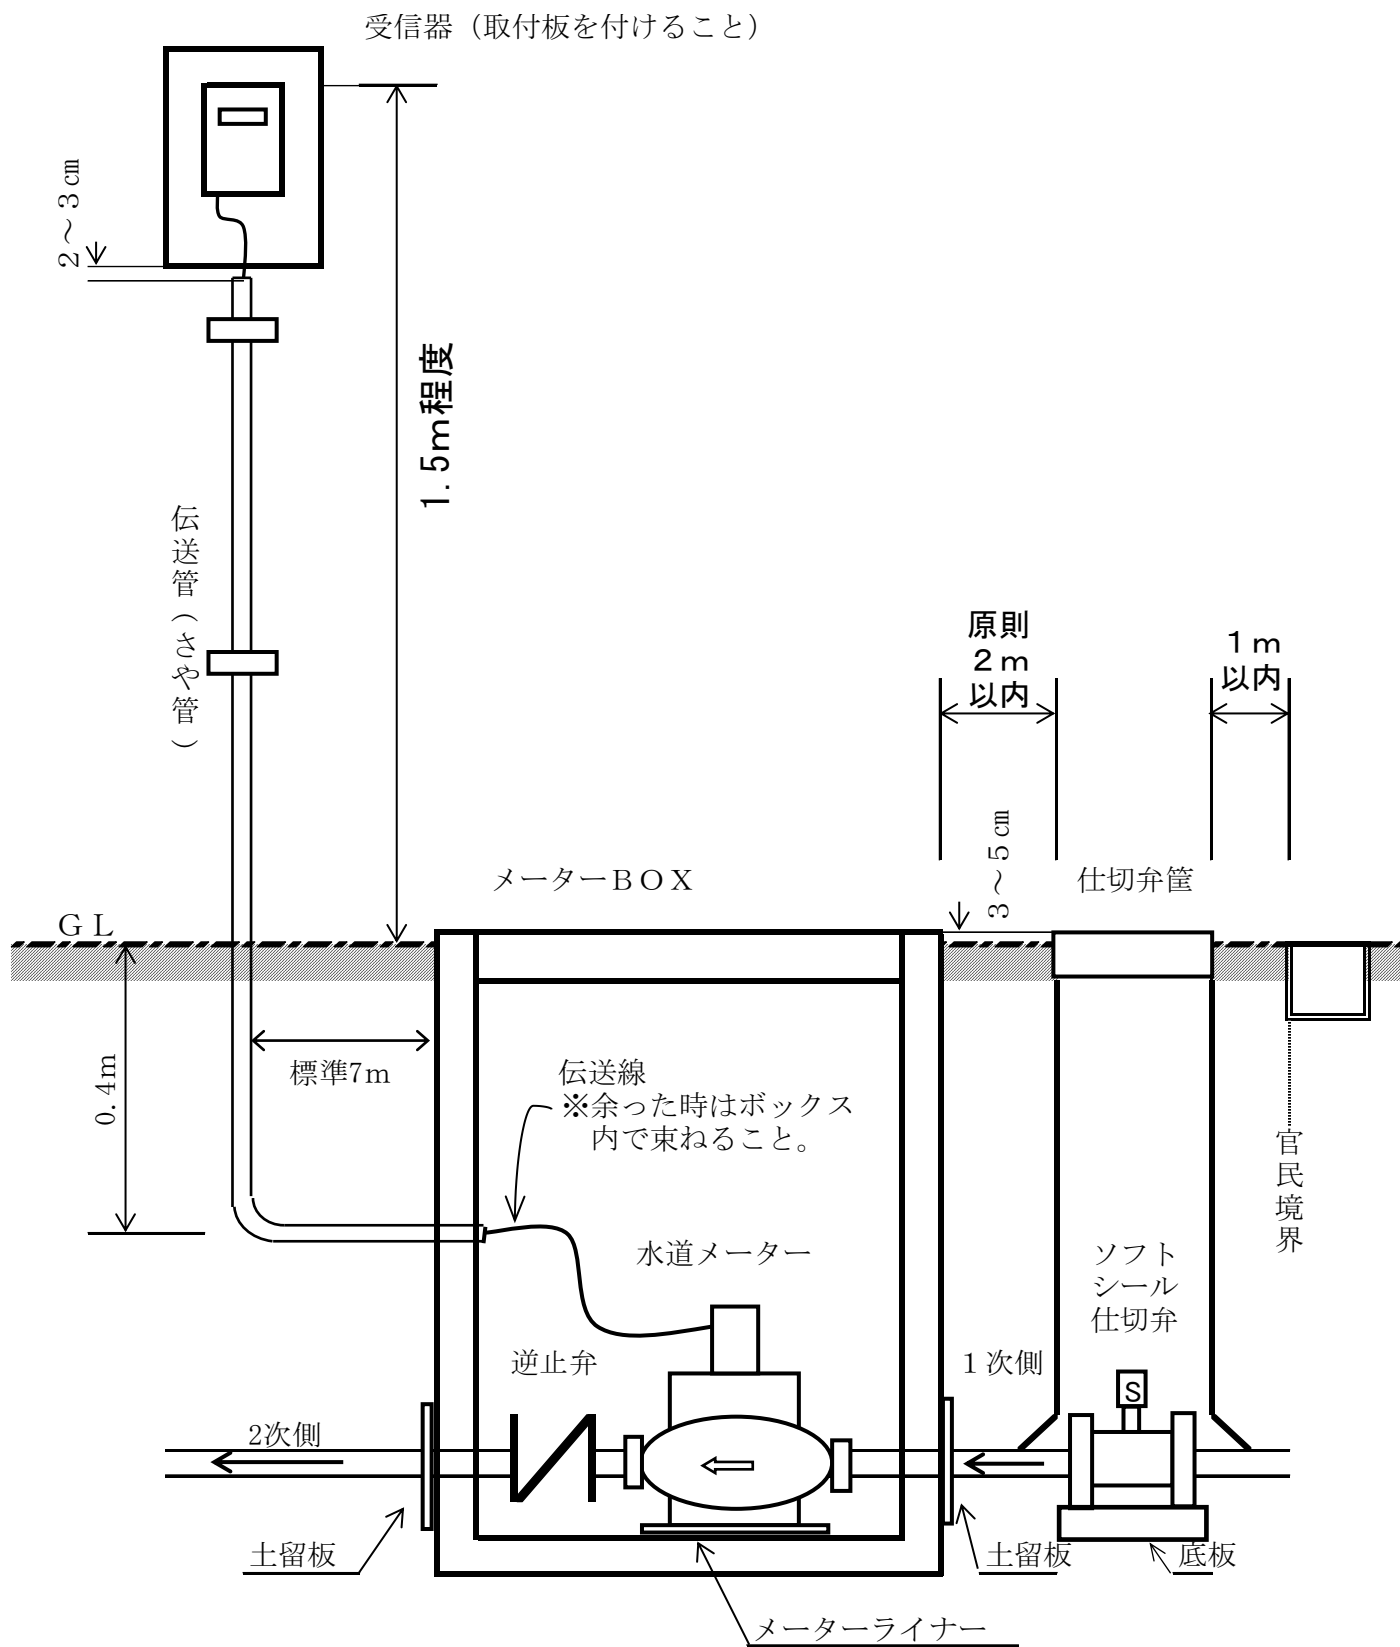 受信器（取付板を付けること）
2～3㎝
1.5ｍ程度
伝送管（さや管）
原則
２ｍ
以内
１ｍ
以内
3～5㎝
メーターＢＯＸ
仕切弁筐
ＧＬ
標準7ｍ
0.4ｍ
伝送線
※余った時はボックス
内で束ねること。
官民境界
水道メーター
ソフト
シール
仕切弁
逆止弁
１次側
S
2次側
土留板
土留板
底板
メーターライナー